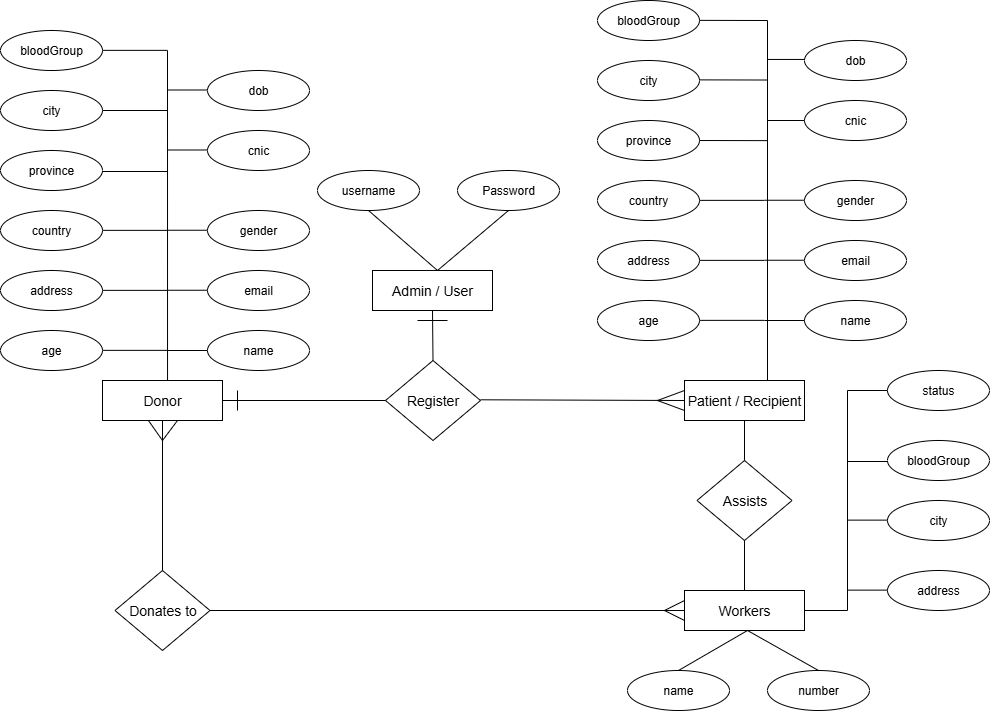 bloodGroup
bloodGroup
dob
city
city
dob
cnic
province
cnic
province
username
Password
country
gender
country
gender
address
email
Admin / User
address
email
age
name
age
name
status
Donor
Register
Patient / Recipient
bloodGroup
Assists
city
address
Donates to
Workers
name
number